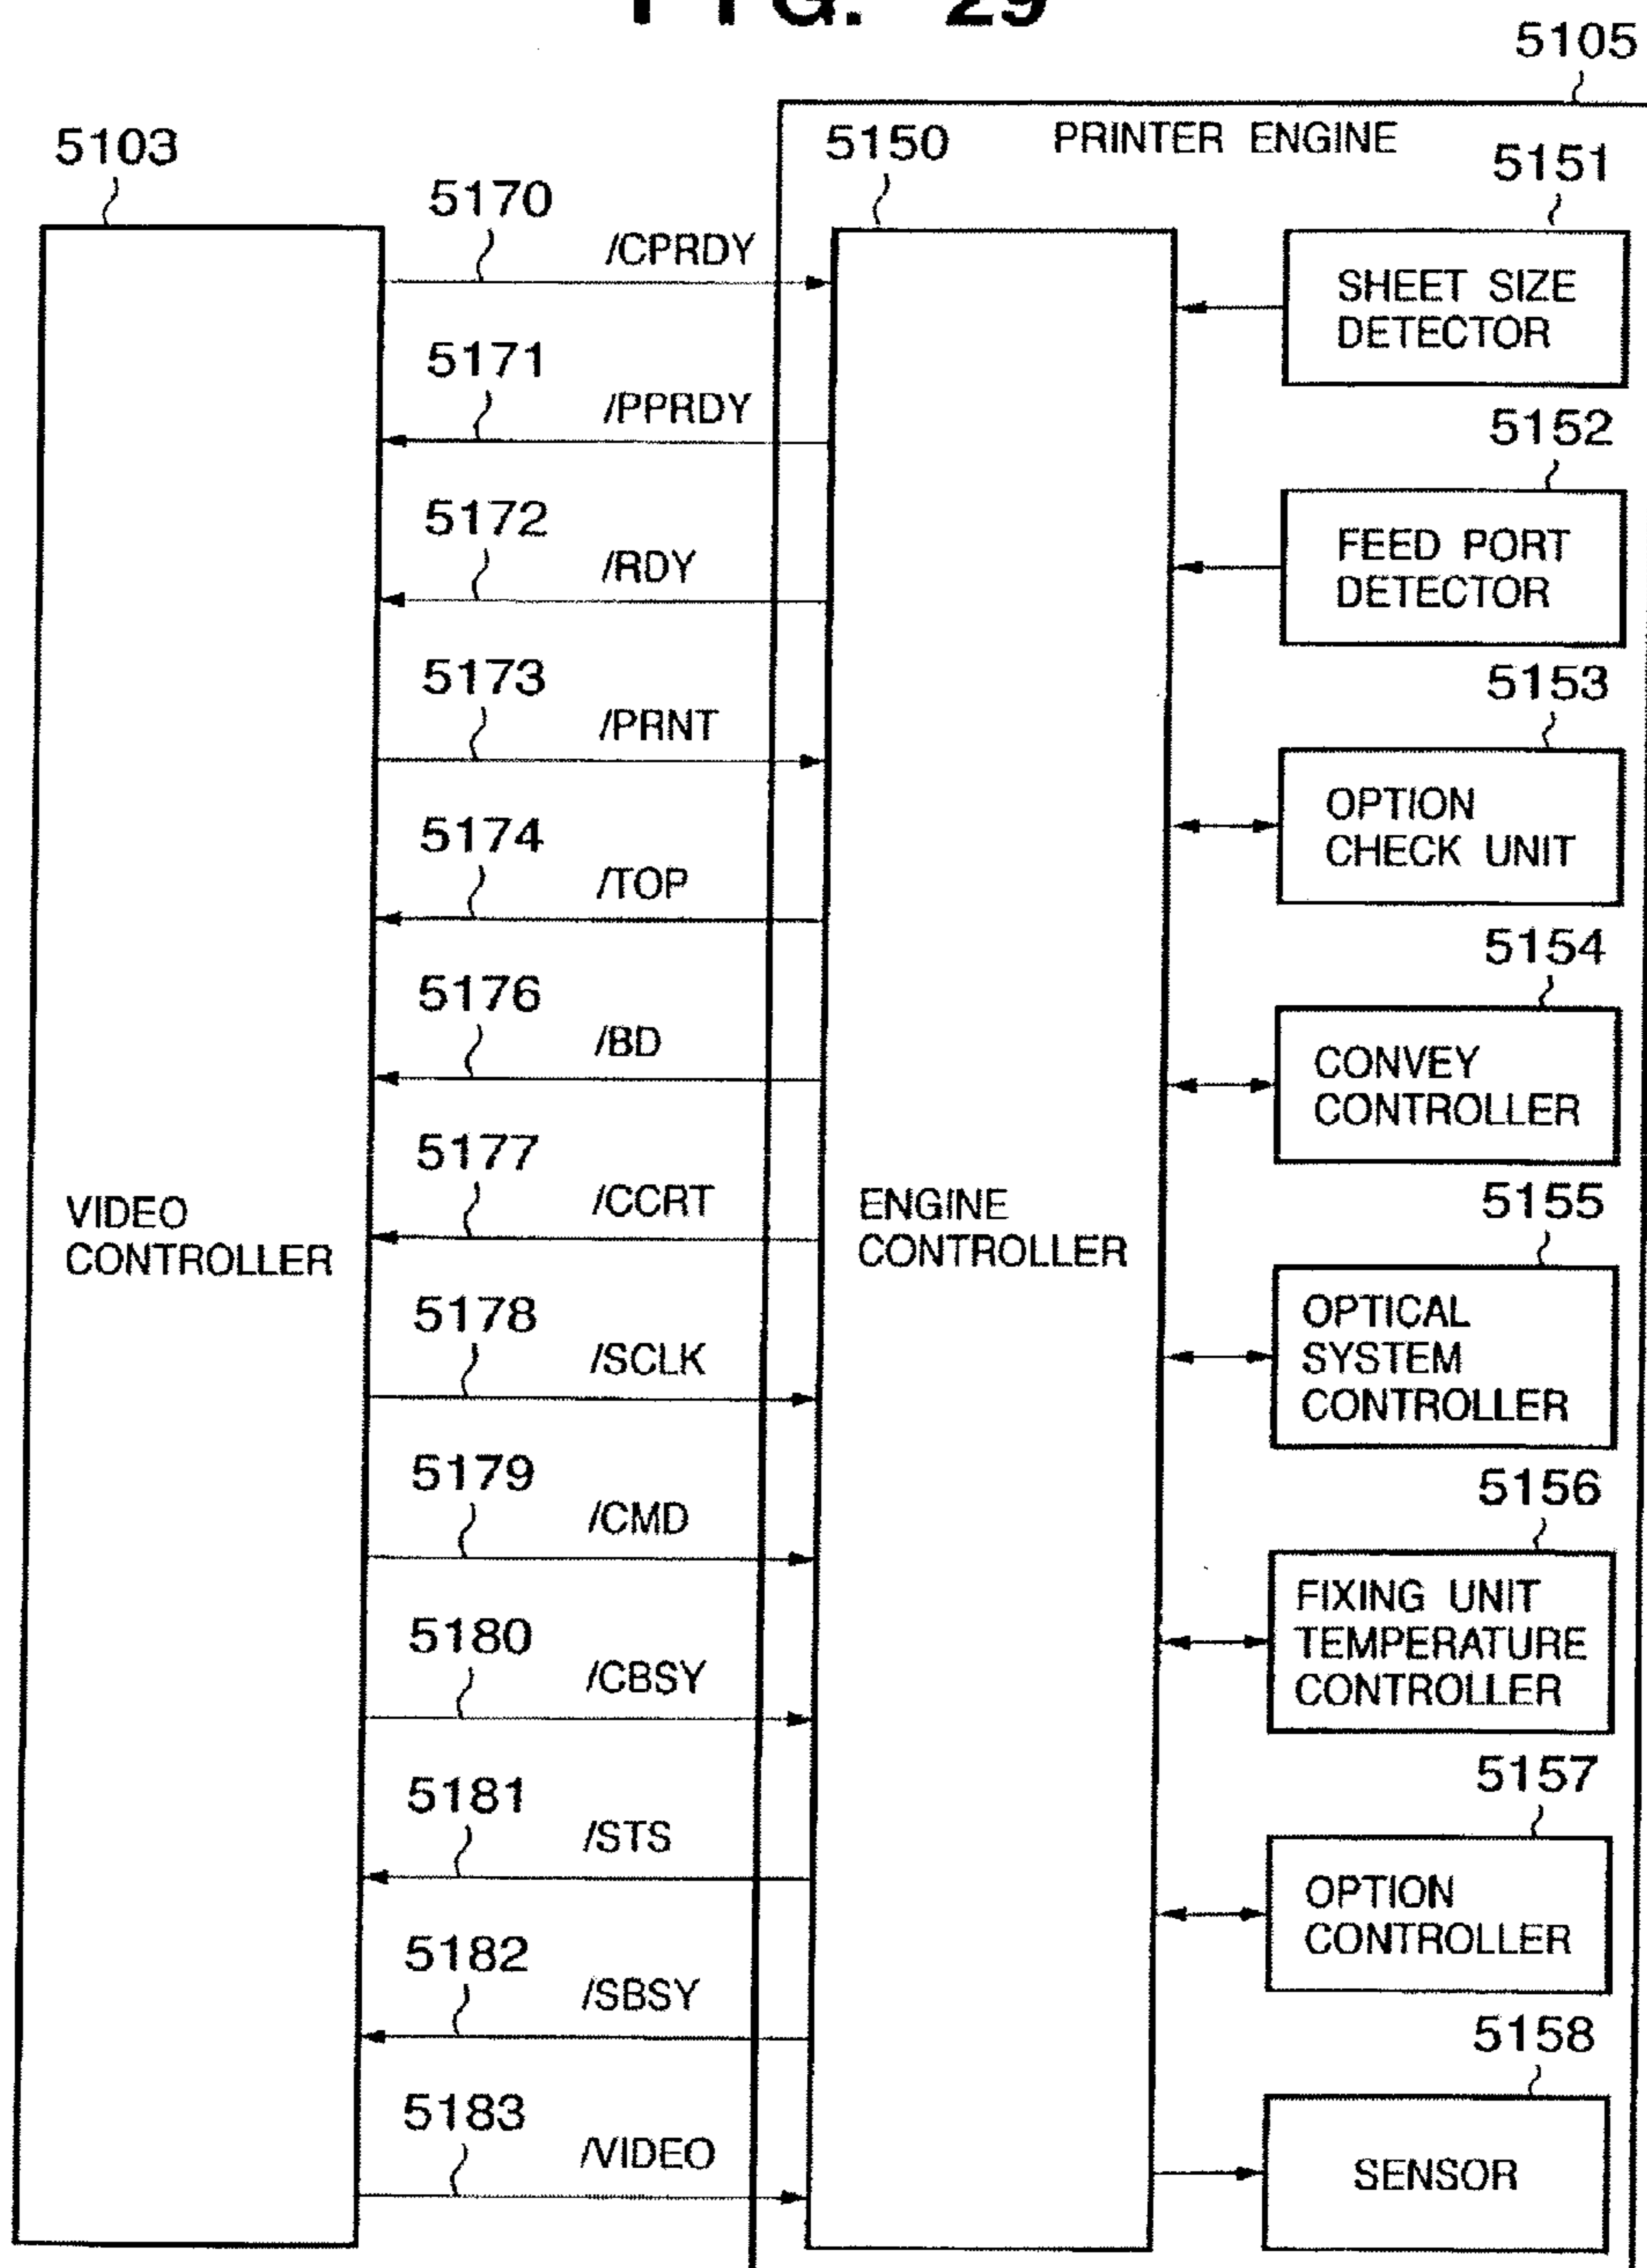 FIG. 29
5105
5103
5150
PRINTER ENGINE
5151
5170
/CPRDY
SHEET SIZE
DETECTOR
5171
/PPRDY
5152
5172
/RDY
FEED PORT
DETECTOR
5173
/PRNT
5153
OPTION
CHECK UNIT
5174
/TOP
5154
5176
/BD
CONVEY
CONTROLLER
5177
/CCRT
VIDEO
CONTROLLER
ENGINE
CONTROLLER
5155
5178
/SCLK
OPTICAL
SYSTEM
CONTROLLER
5179
/CMD
5156
FIXING UNIT
TEMPERATURE
CONTROLLER
5180
/CBSY
5157
5181
/STS
OPTION
CONTROLLER
5182
/SBSY
5158
5183
/VIDEO
SENSOR